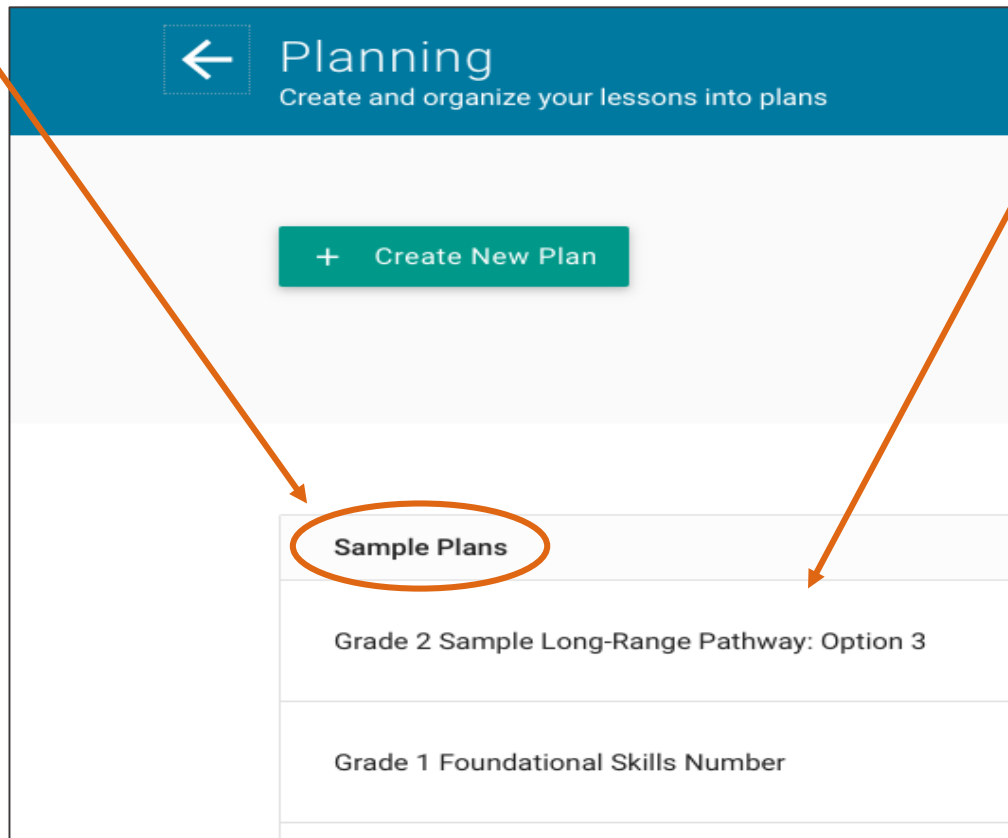 Planning
Create and organize your lessons into plans
+ Create New Plan
Sample Plans
Grade 2 Sample Long-Range Pathway: Option 3
Grade 1 Foundational Skills Number